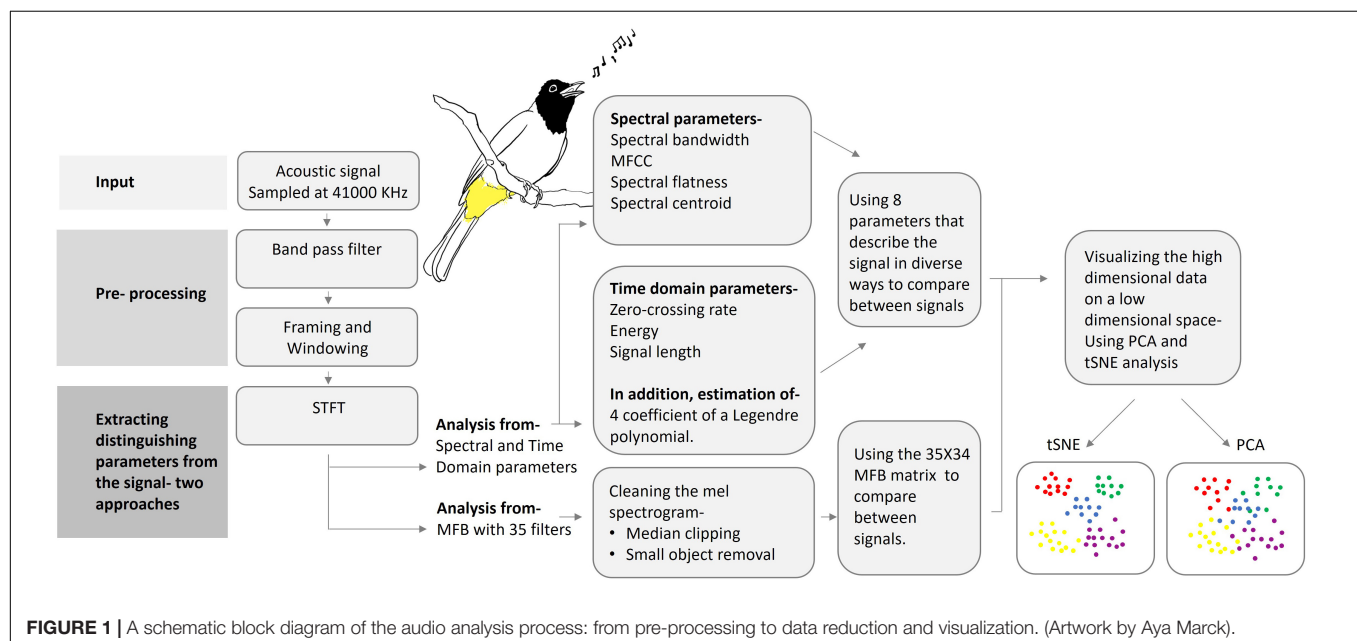 Input
Acoustic signal
Sampled at 41000 KHz
Pre- processing
Band pass filter
Framing and
Windowing
Extracting
distinguishing
parameters from
the signal- two
approaches
STFT
Analysis from-
Spectral and Time
Domain parameters
Analysis from-
MFB with 35 filters
Spectral parameters-
Spectral bandwidth
MFCC
Spectral flatness
Spectral centroid
Time domain parameters-
Zero-crossing rate
Energy
Signal length
In addition, estimation of-
4 coefficient of a Legendre
polynomial.
Cleaning the mel
spectrogram-
• Median clipping
• Small object removal
Using 8
parameters that
describe the
signal in diverse
ways to compare
between signals
Using the 35X34
MFB matrix to
compare
between
signals.
Visualizing the high
dimensional data
on a low
dimensional space-
Using PCA and
tSNE analysis
tSNE
PCA
FIGURE 1 | A schematic block diagram of the audio analysis process: from pre-processing to data reduction and visualization. (Artwork by Aya Marck).